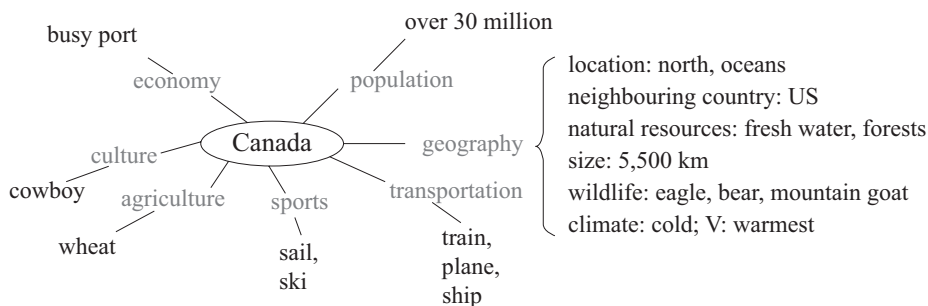 over 30 million
busy port
economy
population
Canada
culture
cowboy
agriculture
wheat
sports
sail,
ski
transportation
train,
plane,
ship
geography
location: north, oceans
neighbouring country: US
natural resources: fresh water, forests
size: 5,500 km
wildlife: eagle, bear, mountain goat
climate: cold; V: warmest